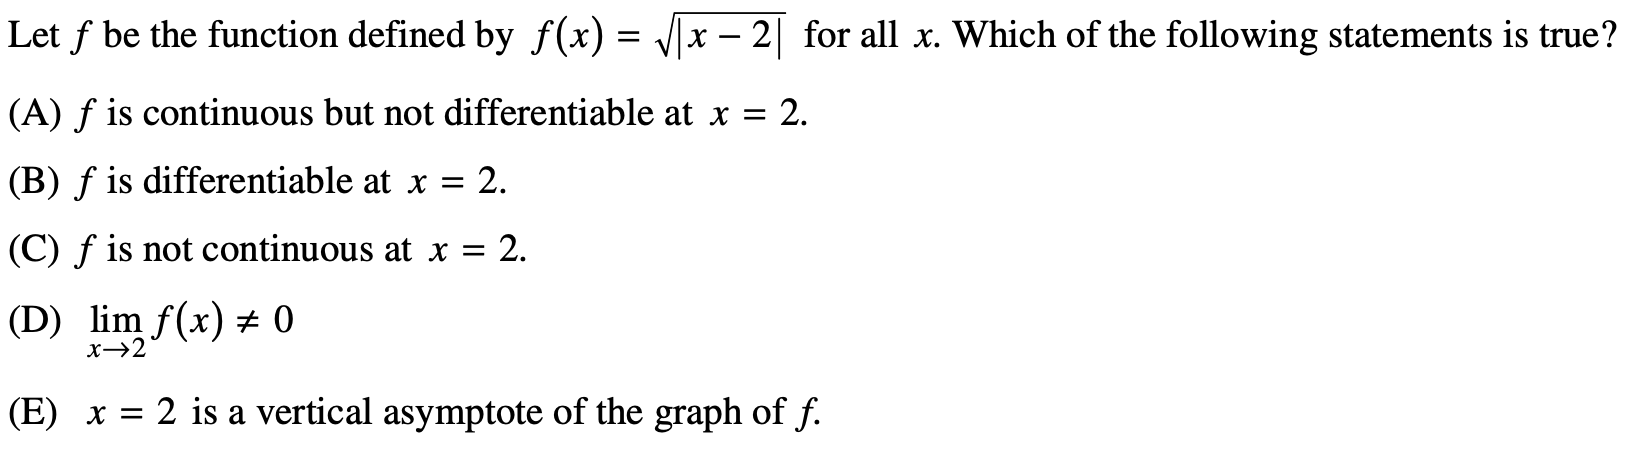 Let f be the function defined by f(x) = √|x − 2| for all x. Which of the following statements is true?
(A) f is continuous but not differentiable at x = 2.
(B) f is differentiable at x = 2.
(C) f is not continuous at x = 2.
(D) lim x→2 f(x) ≠ 0
(E) x = 2 is a vertical asymptote of the graph of f.